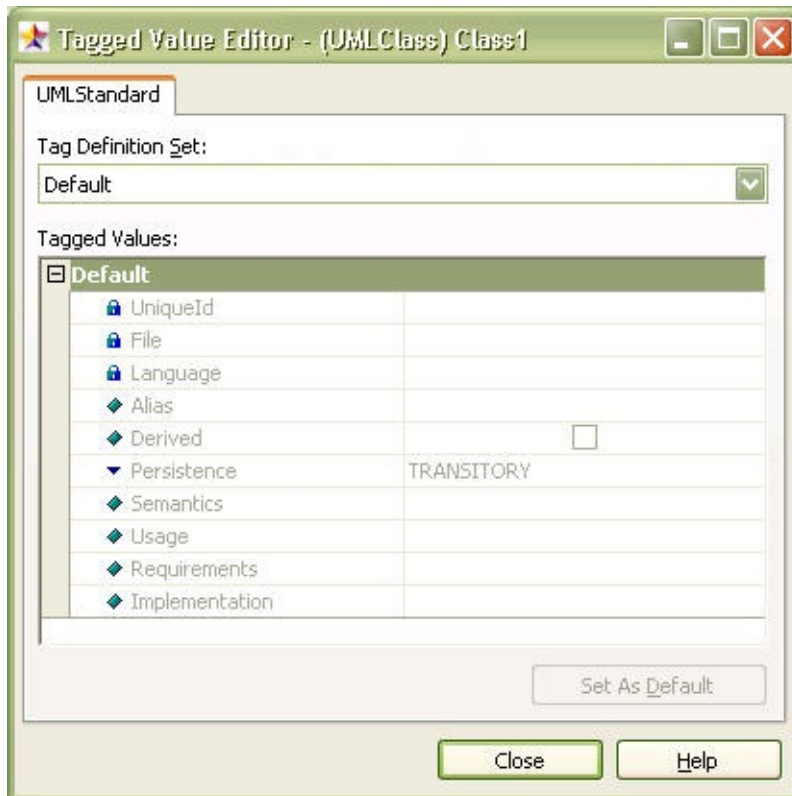 Tagged Value Editor - (UMLClass) Class1
UMLStandard
Tag Definition Set:
Default
Tagged Values:
Default
UniqueId
File
Language
Alias
Derived
Persistence TRANSITORY
Semantics
Usage
Requirements
Implementation
Set As Default
Close Help